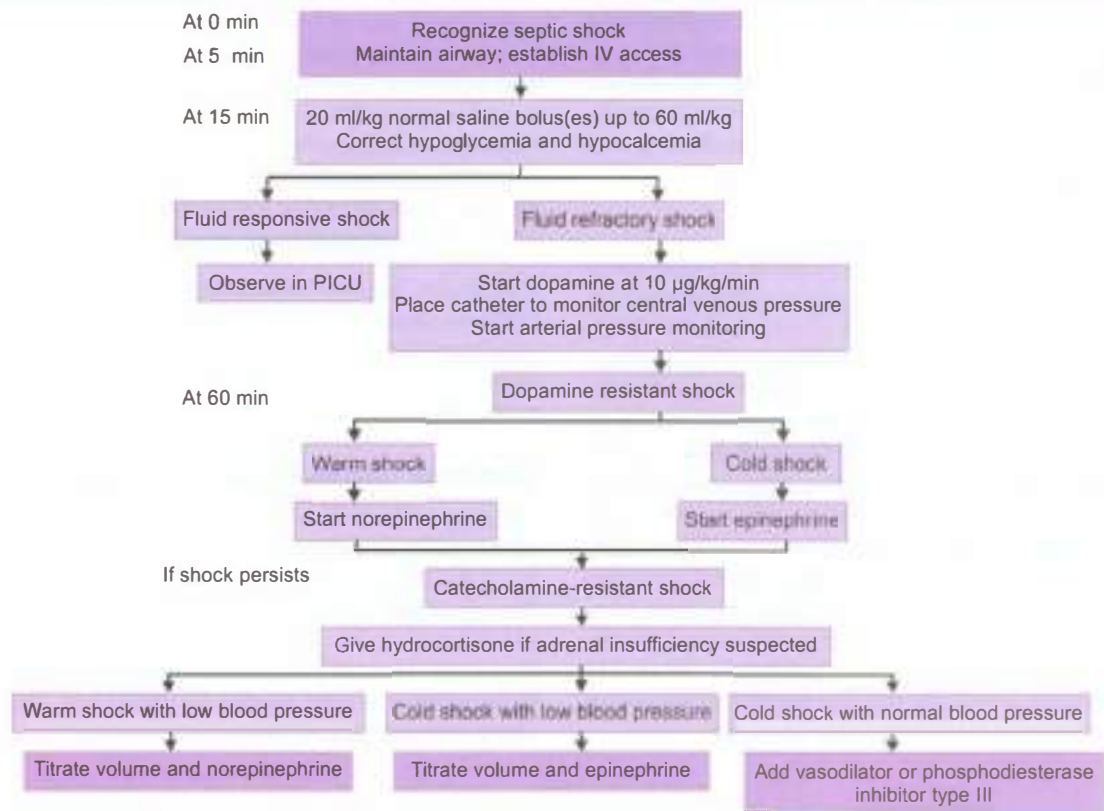 At 0 min
Recognize septic shock
At 5 min
Maintain airway; establish IV access
At 15 min
20 ml/kg normal saline bolus(es) up to 60 ml/kg
Correct hypoglycemia and hypocalcemia
Fluid responsive shock
Fluid refractory shock
Observe in PICU
Start dopamine at 10 µg/kg/min
Place catheter to monitor central venous pressure
Start arterial pressure monitoring
At 60 min
Dopamine resistant shock
Warm shock
Cold shock
Start norepinephrine
Start epinephrine
If shock persists
Catecholamine-resistant shock
Give hydrocortisone if adrenal insufficiency suspected
Warm shock with low blood pressure
Cold shock with low blood pressure
Cold shock with normal blood pressure
Titrate volume and norepinephrine
Titrate volume and epinephrine
Add vasodilator or phosphodiesterase
inhibitor type III